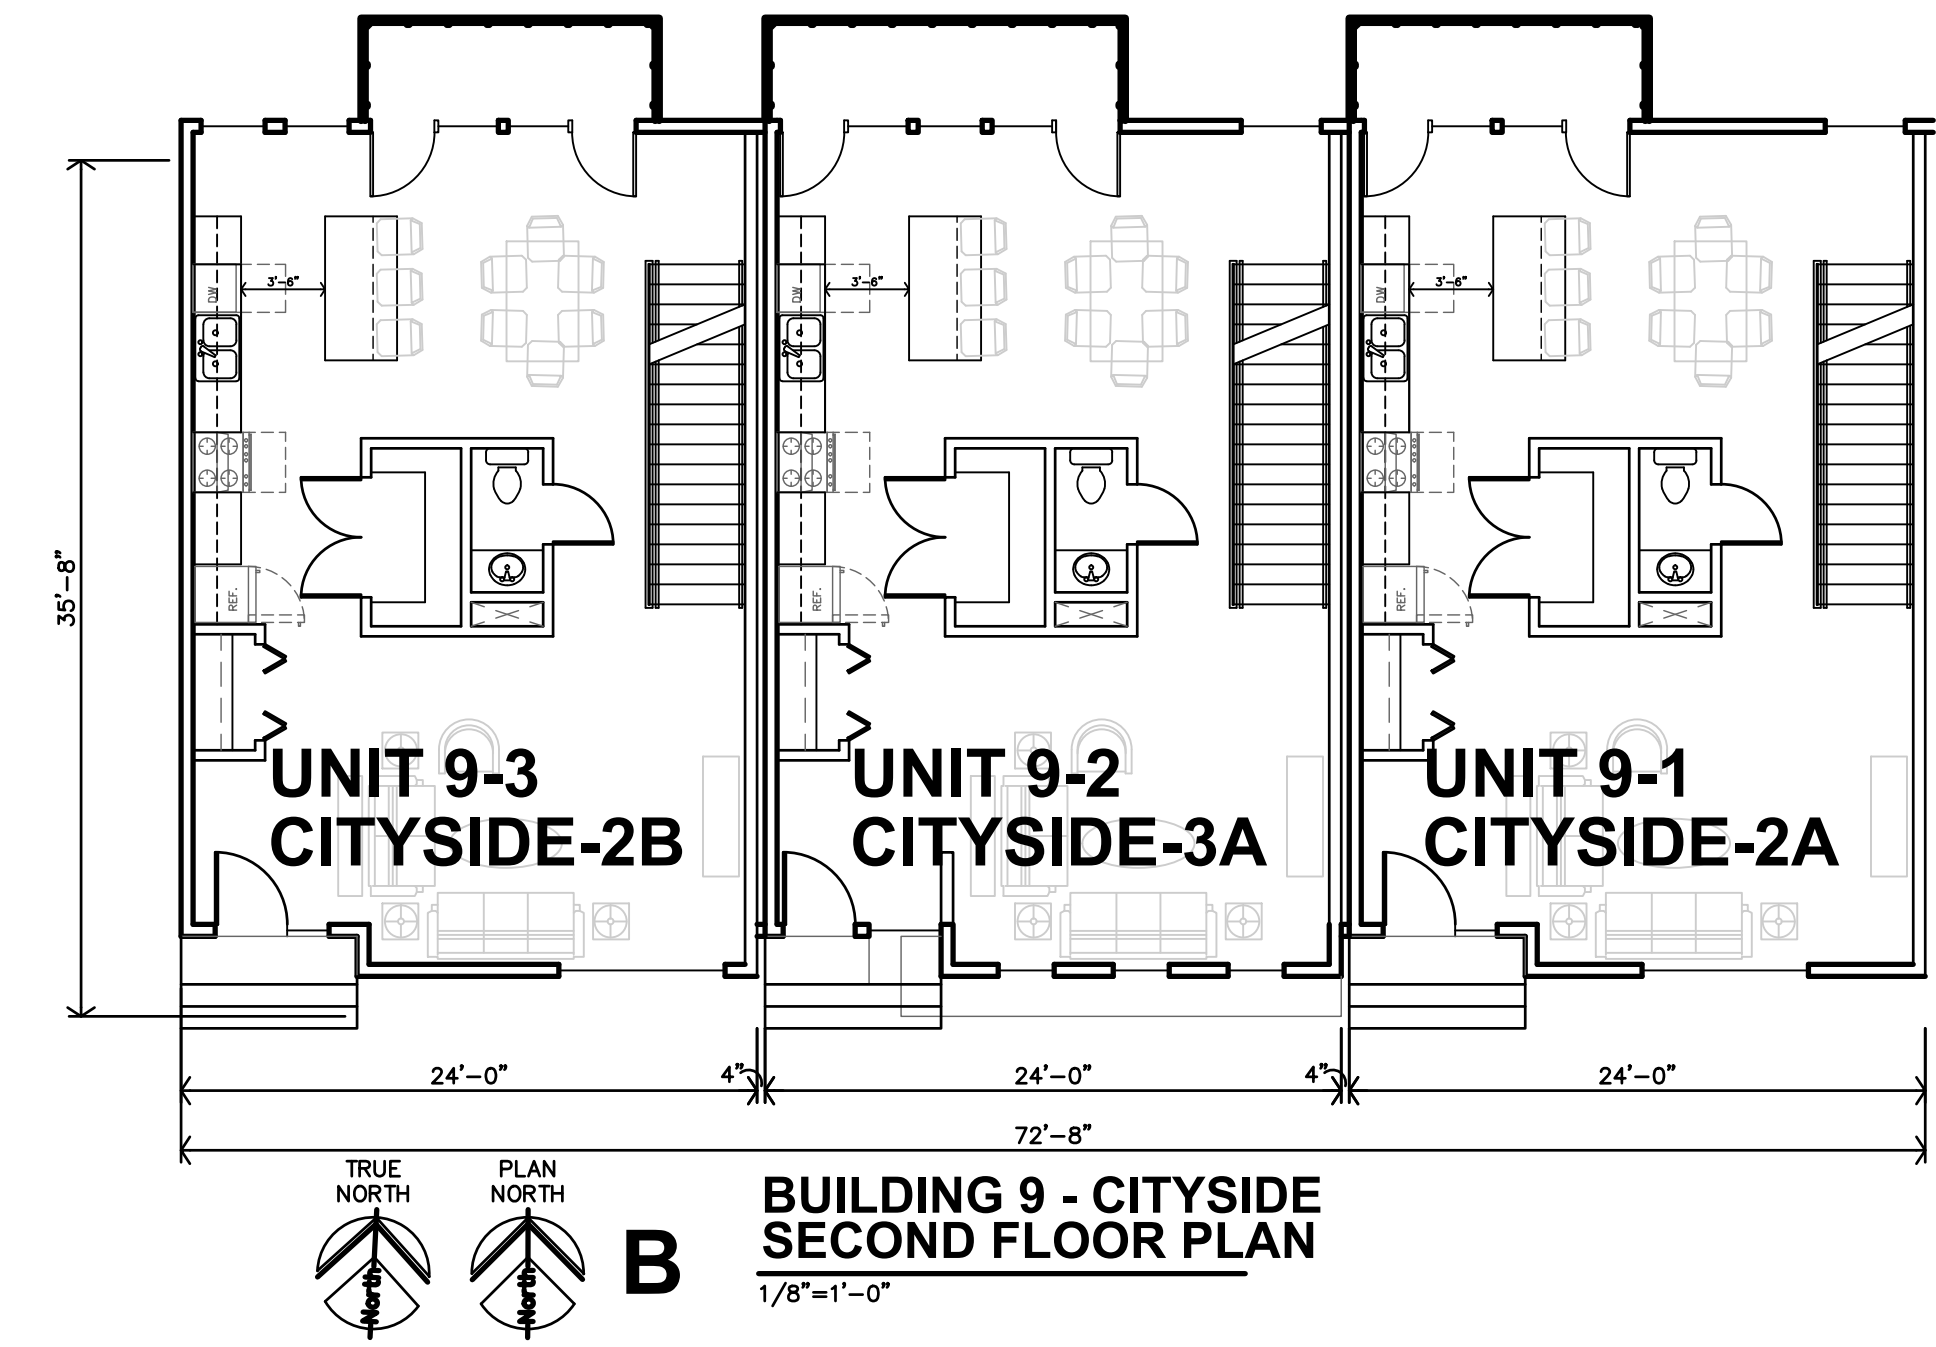 3'-6" 3'-6" 3'-6"
DW DW DW
35'-8"
REF. REF. REF.
UNIT 9-3
CITYSIDE-2B
UNIT 9-2
CITYSIDE-3A
UNIT 9-1
CITYSIDE-2A
24'-0" 4" 24'-0" 4" 24'-0"
72'-8"
TRUE
NORTH
PLAN
NORTH
North
North
B
BUILDING 9 - CITYSIDE
SECOND FLOOR PLAN
1/8"=1'-0"